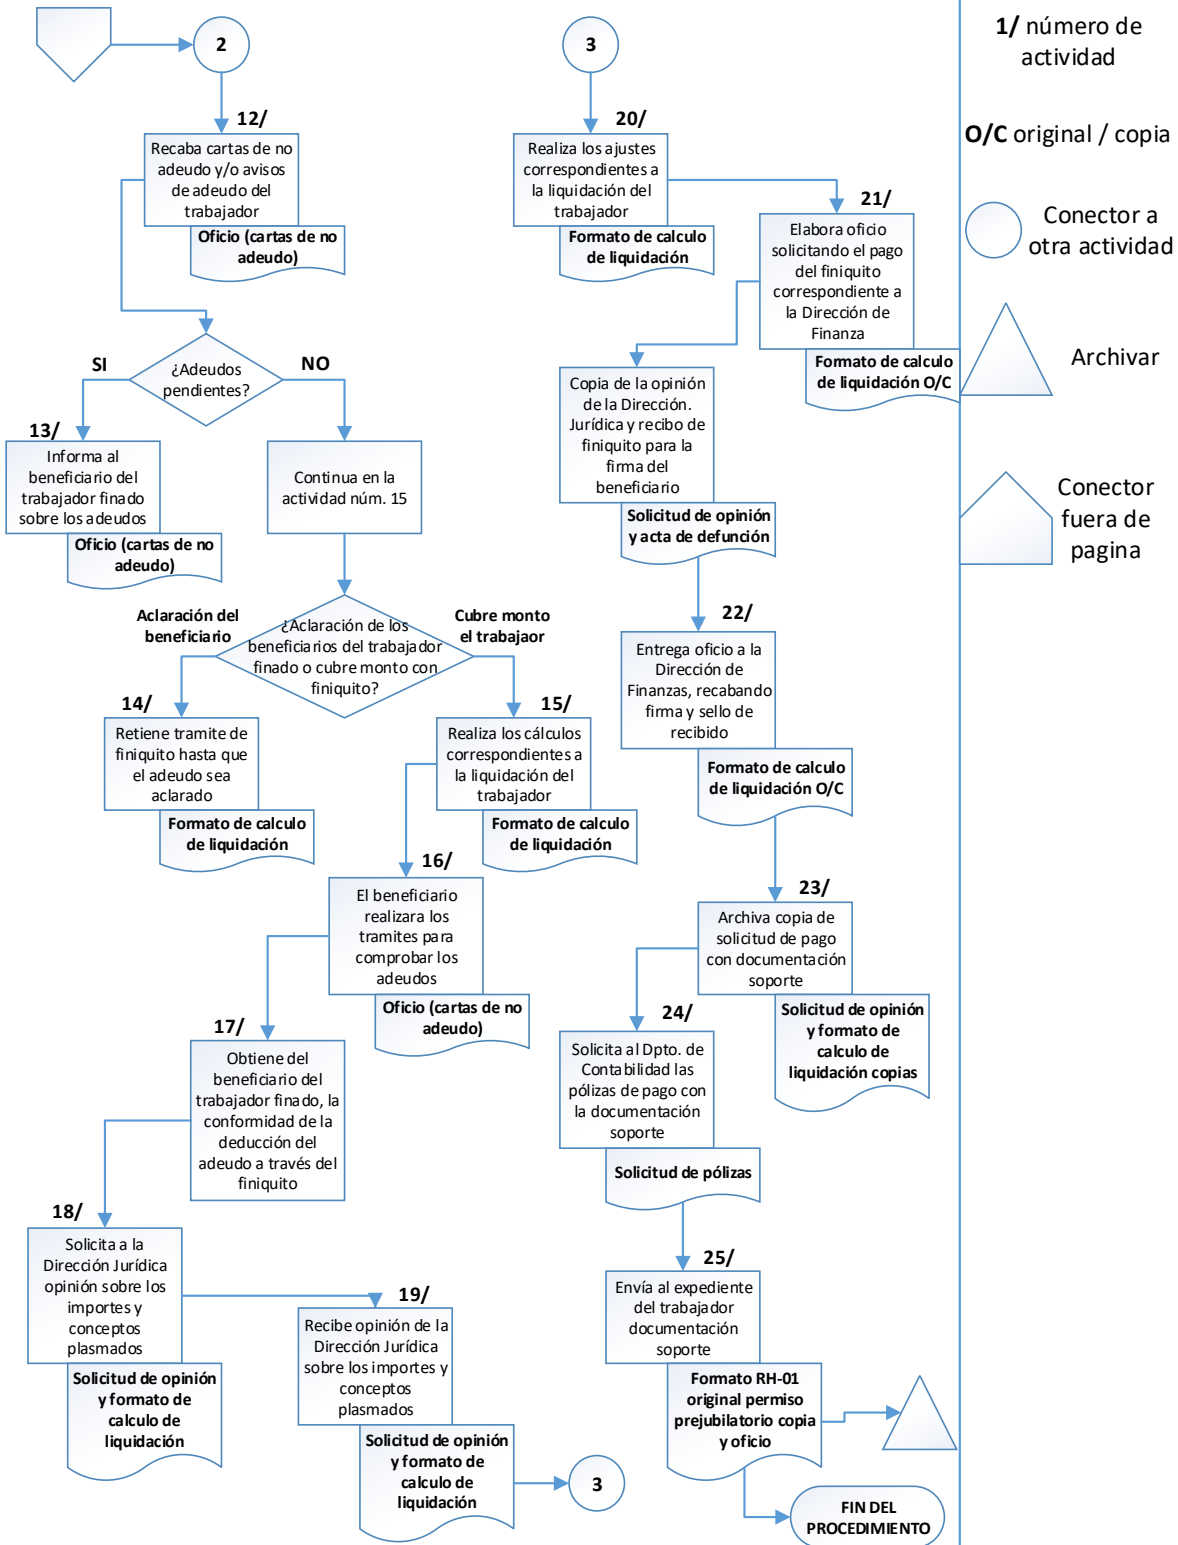 2
12/
Recaba cartas de no
adeudo y/o avisos
de adeudo del
trabajador
Oficio (cartas de no
adeudo)
¿Adeudos
pendientes?
SI
NO
13/
Informa al
beneficiario del
trabajador finado
sobre los adeudos
Oficio (cartas de no
adeudo)
Continua en la
actividad núm. 15
Aclaración del
beneficiario
¿Aclaración de los
beneficiarios del trabajador
finado o cubre monto con
finiquito?
Cubre monto
el trabajaor
14/
Retiene tramite de
finiquito hasta que
el adeudo sea
aclarado
Formato de calculo
de liquidación
15/
Realiza los cálculos
correspondientes a
la liquidación del
trabajador
Formato de calculo
de liquidación
16/
El beneficiario
realizara los
tramites para
comprobar los
adeudos
Oficio (cartas de no
adeudo)
17/
Obtiene del
beneficiario del
trabajador finado, la
conformidad de la
deducción del
adeudo a través del
finiquito
18/
Solicita a la
Dirección Jurídica
opinión sobre los
importes y
conceptos
plasmados
Solicitud de opinión
y formato de
calculo de
liquidación
19/
Recibe opinión de la
Dirección Jurídica
sobre los importes y
conceptos
plasmados
Solicitud de opinión
y formato de
calculo de
liquidación
3
3
20/
Realiza los ajustes
correspondientes a
la liquidación del
trabajador
Formato de calculo
de liquidación
21/
Elabora oficio
solicitando el pago
del finiquito
correspondiente a
la Dirección de
Finanza
Formato de calculo
de liquidación O/C
Copia de la opinión
de la Dirección.
Jurídica y recibo de
finiquito para la
firma del
beneficiario
Solicitud de opinión
y acta de defunción
22/
Entrega oficio a la
Dirección de
Finanzas, recabando
firma y sello de
recibido
Formato de calculo
de liquidación O/C
23/
Archiva copia de
solicitud de pago
con documentación
soporte
Solicitud de opinión
y formato de
calculo de
liquidación copias
24/
Solicita al Dpto. de
Contabilidad las
pólizas de pago con
la documentación
soporte
Solicitud de pólizas
25/
Envía al expediente
del trabajador
documentación
soporte
Formato RH-01
original permiso
prejubilatorio copia
y oficio
FIN DEL
PROCEDIMIENTO
1/ número de
actividad
O/C original / copia
Conector a
otra actividad
Archivar
Conector
fuera de
pagina